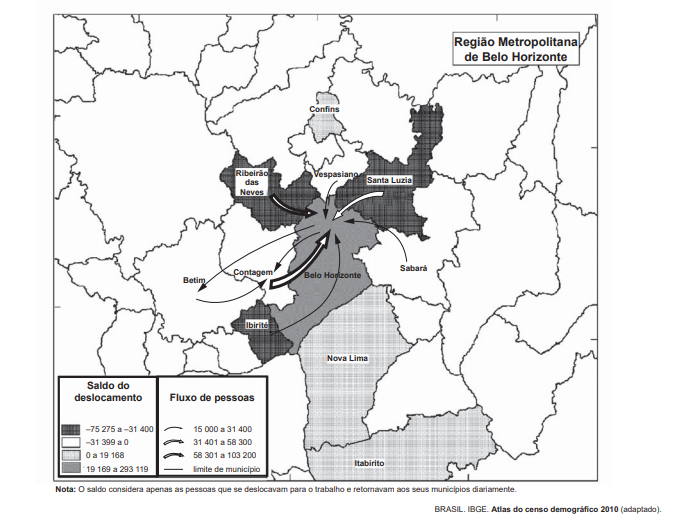 Região Metropolitana
de Belo Horizonte
Confins
Ribeirão
das
Neves
Vespasiano
Santa Luzia
Betim
Contagem
Belo Horizonte
Sabará
Ibirité
Nova Lima
Itabirito
Saldo do
deslocamento
–75 275 a –31 400
–31 399 a 0
0 a 19 168
19 169 a 293 119
Fluxo de pessoas
15 000 a 31 400
31 401 a 58 300
58 301 a 103 200
limite de município
Nota: O saldo considera apenas as pessoas que se deslocavam para o trabalho e retornavam aos seus municípios diariamente.
BRASIL. IBGE. Atlas do censo demográfico 2010 (adaptado).